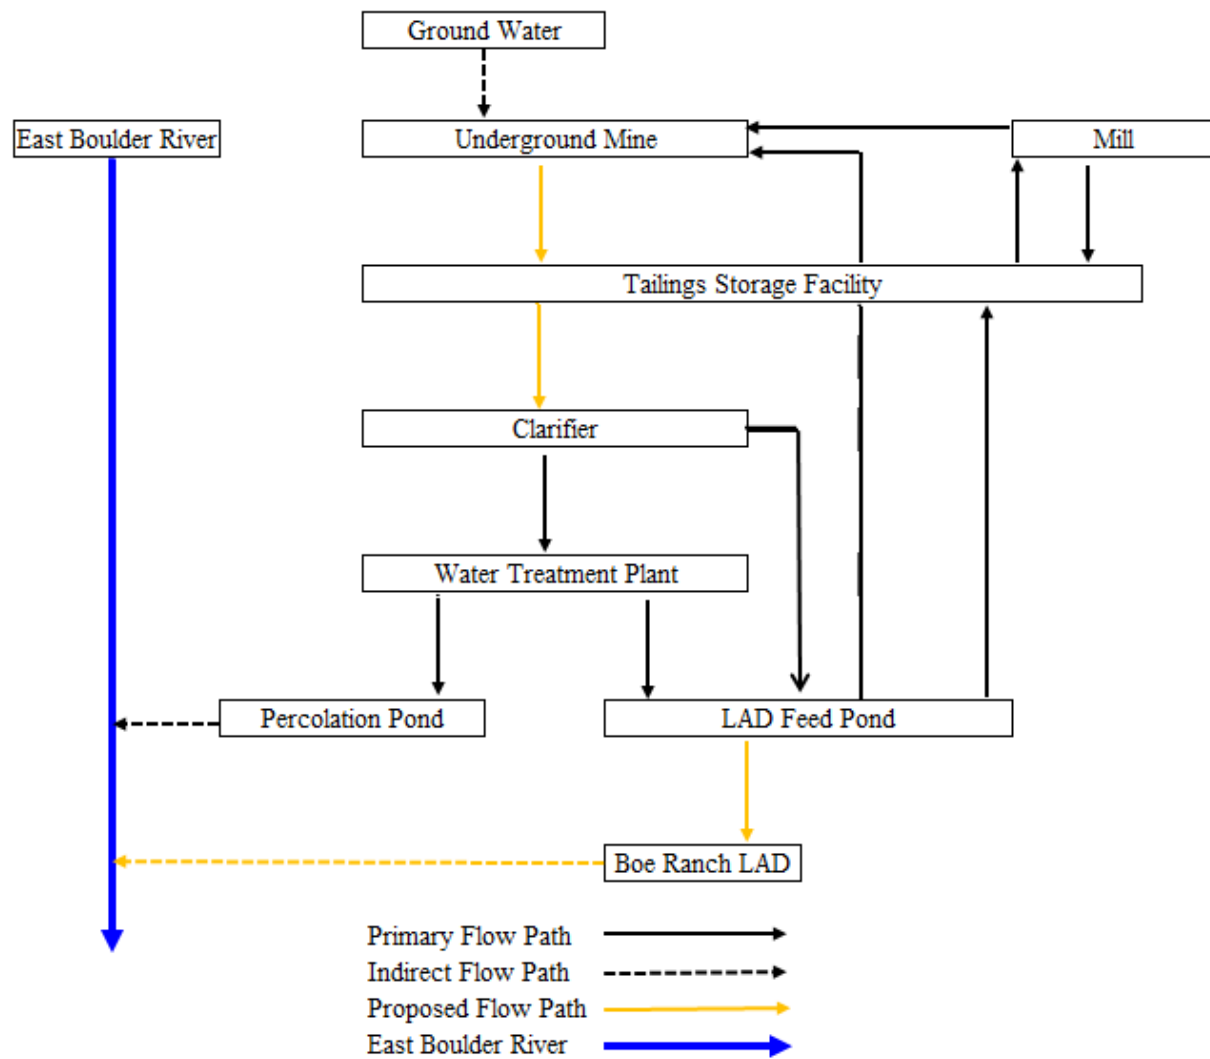 Ground Water
East Boulder River
Underground Mine
Mill
Tailings Storage Facility
Clarifier
Water Treatment Plant
Percolation Pond
LAD Feed Pond
Boe Ranch LAD
Primary Flow Path
Indirect Flow Path
Proposed Flow Path
East Boulder River